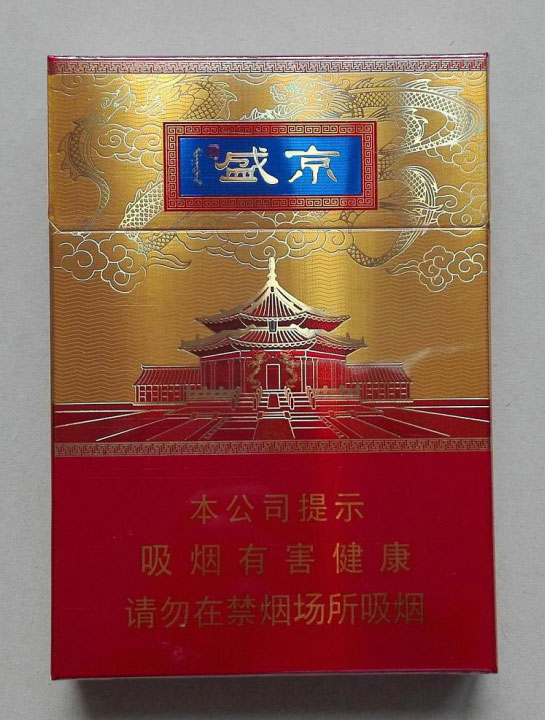 盛京
本公司提示
吸烟有害健康
请勿在禁烟场所吸烟